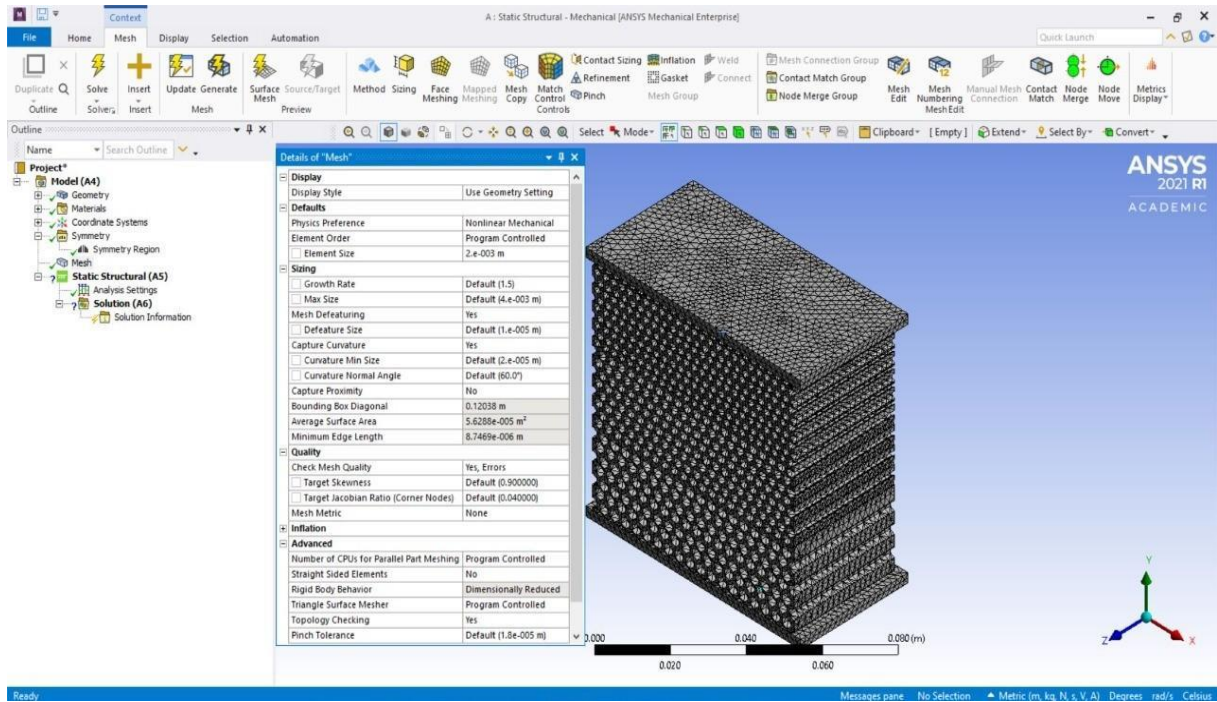 Context
A : Static Structural - Mechanical [ANSYS Mechanical Enterprise]
File Home Mesh Display Selection Automation
Quick Launch
Duplicate
Outline
Solve
Solver
Insert
Insert
Update Generate
Mesh
Surface Mesh Source/Target
Preview
Method Sizing Face Meshing Mapped Meshing Mesh Copy Match Control
Controls
Contact Sizing Inflation Weld
Refinement Gasket Connect
Pinch Mesh Group
Mesh Connection Group
Contact Match Group
Node Merge Group
Mesh Edit Mesh Numbering Manual Mesh Connection Contact Match Node Merge Node Move
Mesh Edit
Metrics Display
Outline
Name Search Outline
Select Mode Clipboard [Empty] Extend Select By Convert
Project*
Model (A4)
Geometry
Materials
Coordinate Systems
Symmetry
Symmetry Region
Mesh
Static Structural (A5)
Analysis Settings
Solution (A6)
Solution Information
Details of "Mesh"
Display
Display Style Use Geometry Setting
Defaults
Physics Preference Nonlinear Mechanical
Element Order Program Controlled
Element Size 2.e-003 m
Sizing
Growth Rate Default (1.5)
Max Size Default (4.e-003 m)
Mesh Defeaturing Yes
Defeature Size Default (1.e-005 m)
Capture Curvature Yes
Curvature Min Size Default (2.e-005 m)
Curvature Normal Angle Default (60.0°)
Capture Proximity No
Bounding Box Diagonal 0.12038 m
Average Surface Area 5.6288e-005 m²
Minimum Edge Length 8.7469e-006 m
Quality
Check Mesh Quality Yes, Errors
Target Skewness Default (0.900000)
Target Jacobian Ratio (Corner Nodes) Default (0.040000)
Mesh Metric None
Inflation
Advanced
Number of CPUs for Parallel Part Meshing Program Controlled
Straight Sided Elements No
Rigid Body Behavior Dimensionally Reduced
Triangle Surface Mesher Program Controlled
Topology Checking Yes
Pinch Tolerance Default (1.8e-005 m)
ANSYS
2021 R1
ACADEMIC
0.000 0.040 0.080 (m)
0.020 0.060
Y
Z X
Ready
Messages pane No Selection Metric (m, kg, N, s, V, A) Degrees rad/s Celsius